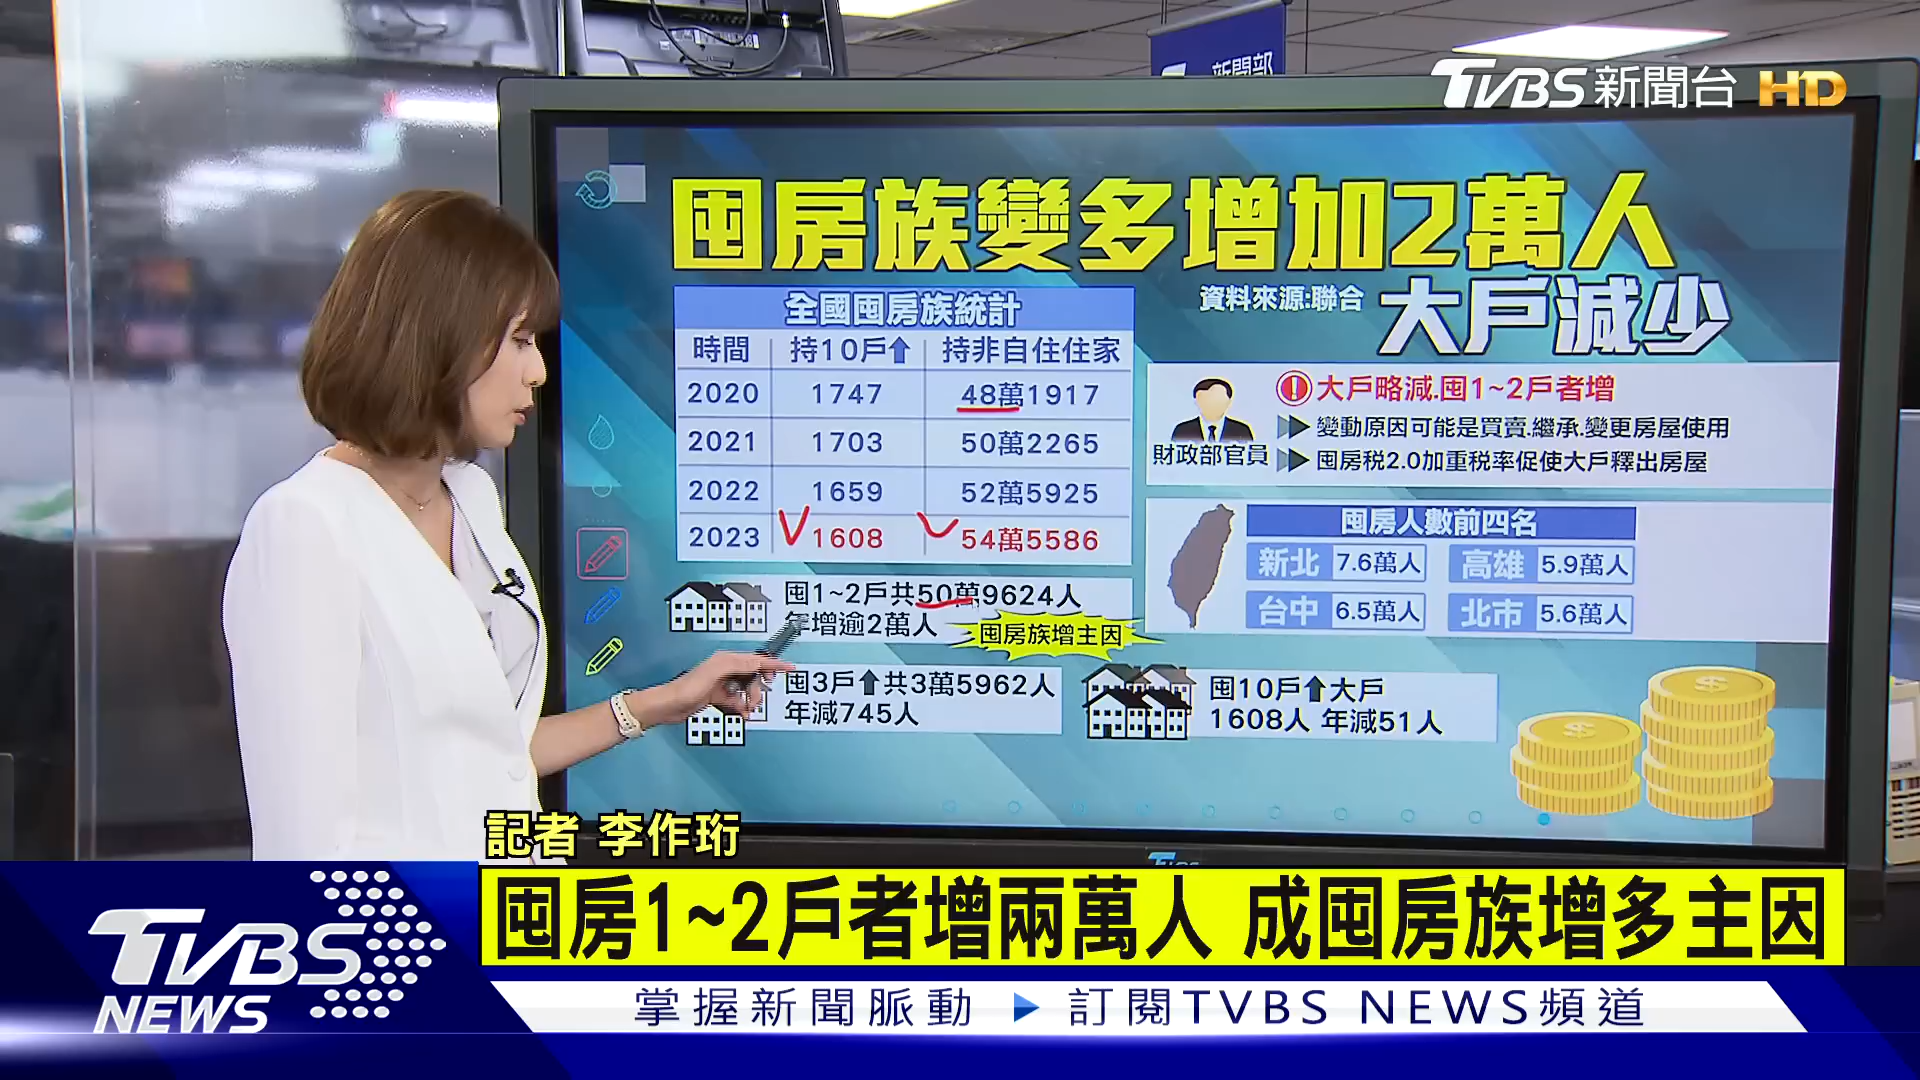 新聞部
TVBS新聞台 HD
囤房族變多增加2萬人
資料來源:聯合 大戶減少
全國囤房族統計
時間 持10戶⬆ 持非自住住家
2020 1747 48萬1917
2021 1703 50萬2265
2022 1659 52萬5925
2023 1608 54萬5586
大戶略減.囤1~2戶者增
變動原因可能是買賣.繼承.變更房屋使用
財政部官員
囤房稅2.0加重稅率促使大戶釋出房屋
囤房人數前四名
新北 7.6萬人 高雄 5.9萬人
台中 6.5萬人 北市 5.6萬人
囤1~2戶共50萬9624人
年增逾2萬人
囤房族增主因
囤3戶⬆共3萬5962人
年減745人
囤10戶⬆大戶
1608人 年減51人
記者 李作珩
囤房1~2戶者增兩萬人 成囤房族增多主因
TVBS
NEWS
掌握新聞脈動 ▶ 訂閱TVBS NEWS頻道